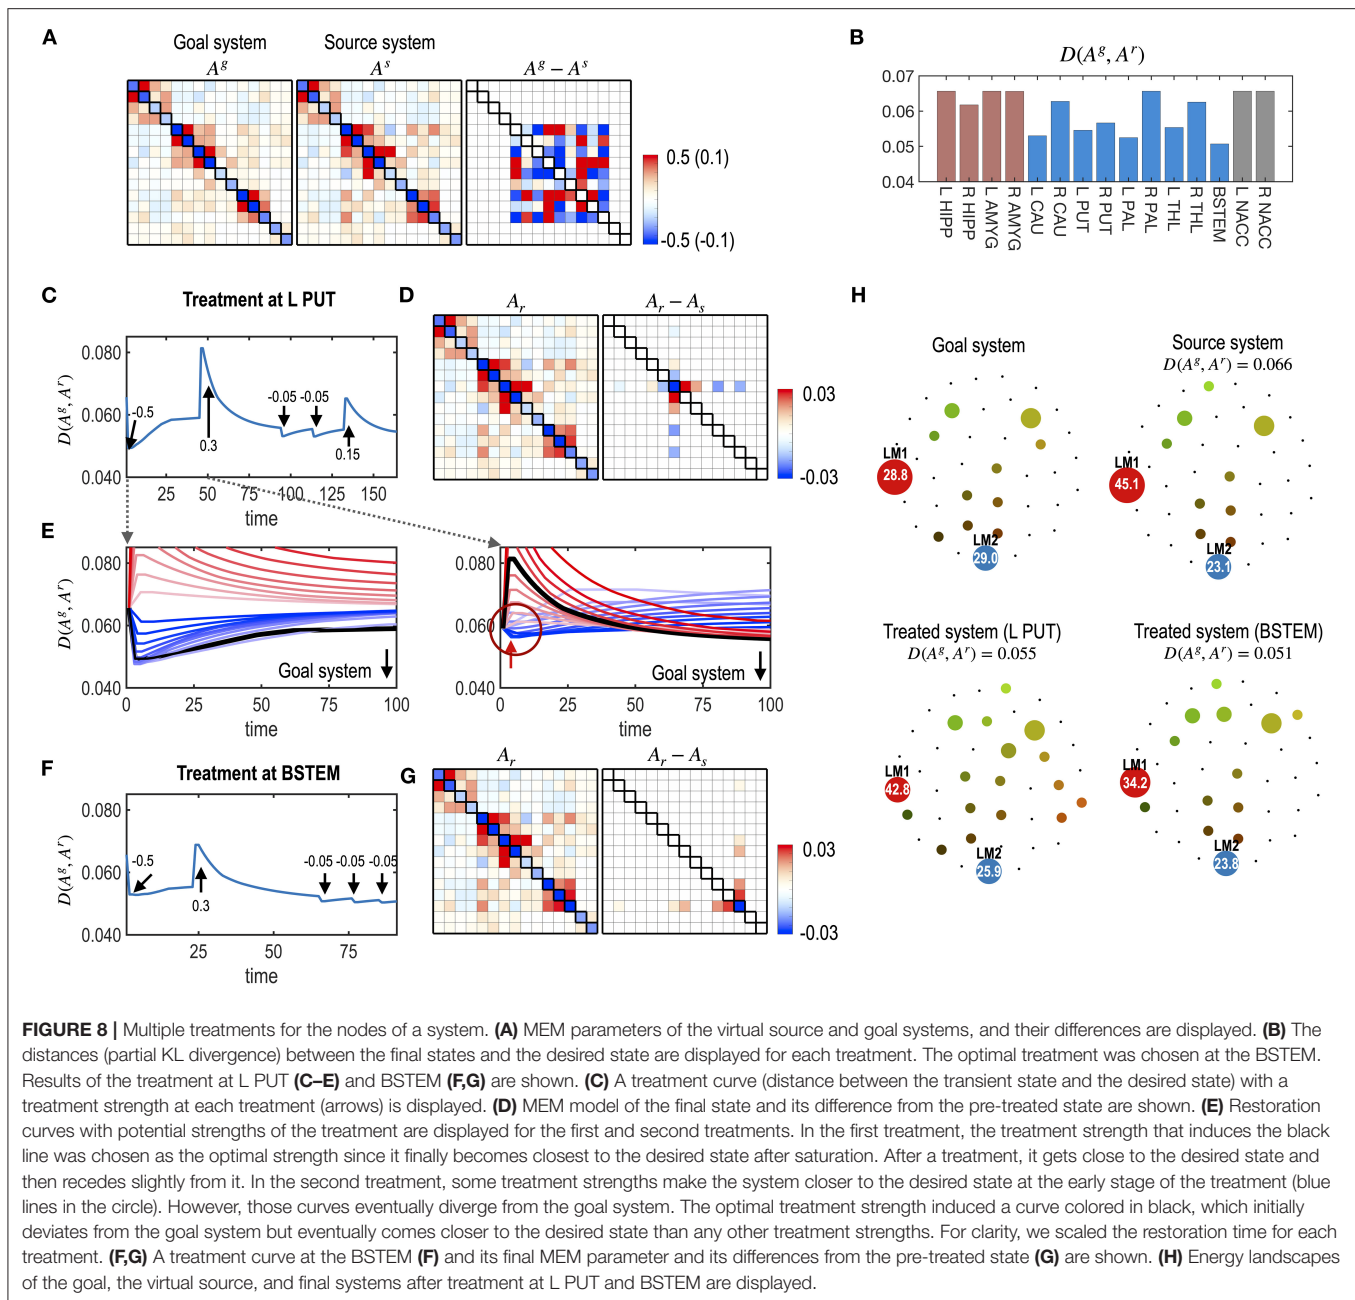 A
Goal system
Source system
A^g
A^s
A^g − A^s
0.5 (0.1)
-0.5 (-0.1)
B
D(A^g, A^r)
0.07
0.06
0.05
0.04
L HIPP
R HIPP
L AMYG
R AMYG
L CAU
R CAU
L PUT
R PUT
L PAL
R PAL
L THL
R THL
BSTEM
L NACC
R NACC
C
Treatment at L PUT
D(A^g, A^r)
0.080
0.060
0.040
-0.5
0.3
-0.05
-0.05
0.15
25
50
75
100
125
150
time
D
A_r
A_r − A_s
0.03
-0.03
E
D(A^g, A^r)
0.080
0.060
0.040
Goal system
0
25
50
75
100
time
0.080
0.060
0.040
Goal system
0
25
50
75
100
time
F
Treatment at BSTEM
D(A^g, A^r)
0.080
0.060
0.040
-0.5
0.3
-0.05
-0.05
-0.05
25
50
75
time
G
A_r
A_r − A_s
0.03
-0.03
H
Goal system
LM1
28.8
LM2
29.0
Source system
D(A^g, A^r) = 0.066
LM1
45.1
LM2
23.1
Treated system (L PUT)
D(A^g, A^r) = 0.055
LM1
42.8
LM2
25.9
Treated system (BSTEM)
D(A^g, A^r) = 0.051
LM1
34.2
LM2
23.8
FIGURE 8 | Multiple treatments for the nodes of a system. (A) MEM parameters of the virtual source and goal systems, and their differences are displayed. (B) The
distances (partial KL divergence) between the final states and the desired state are displayed for each treatment. The optimal treatment was chosen at the BSTEM.
Results of the treatment at L PUT (C–E) and BSTEM (F,G) are shown. (C) A treatment curve (distance between the transient state and the desired state) with a
treatment strength at each treatment (arrows) is displayed. (D) MEM model of the final state and its difference from the pre-treated state are shown. (E) Restoration
curves with potential strengths of the treatment are displayed for the first and second treatments. In the first treatment, the treatment strength that induces the black
line was chosen as the optimal strength since it finally becomes closest to the desired state after saturation. After a treatment, it gets close to the desired state and
then recedes slightly from it. In the second treatment, some treatment strengths make the system closer to the desired state at the early stage of the treatment (blue
lines in the circle). However, those curves eventually diverge from the goal system. The optimal treatment strength induced a curve colored in black, which initially
deviates from the goal system but eventually comes closer to the desired state than any other treatment strengths. For clarity, we scaled the restoration time for each
treatment. (F,G) A treatment curve at the BSTEM (F) and its final MEM parameter and its differences from the pre-treated state (G) are shown. (H) Energy landscapes
of the goal, the virtual source, and final systems after treatment at L PUT and BSTEM are displayed.